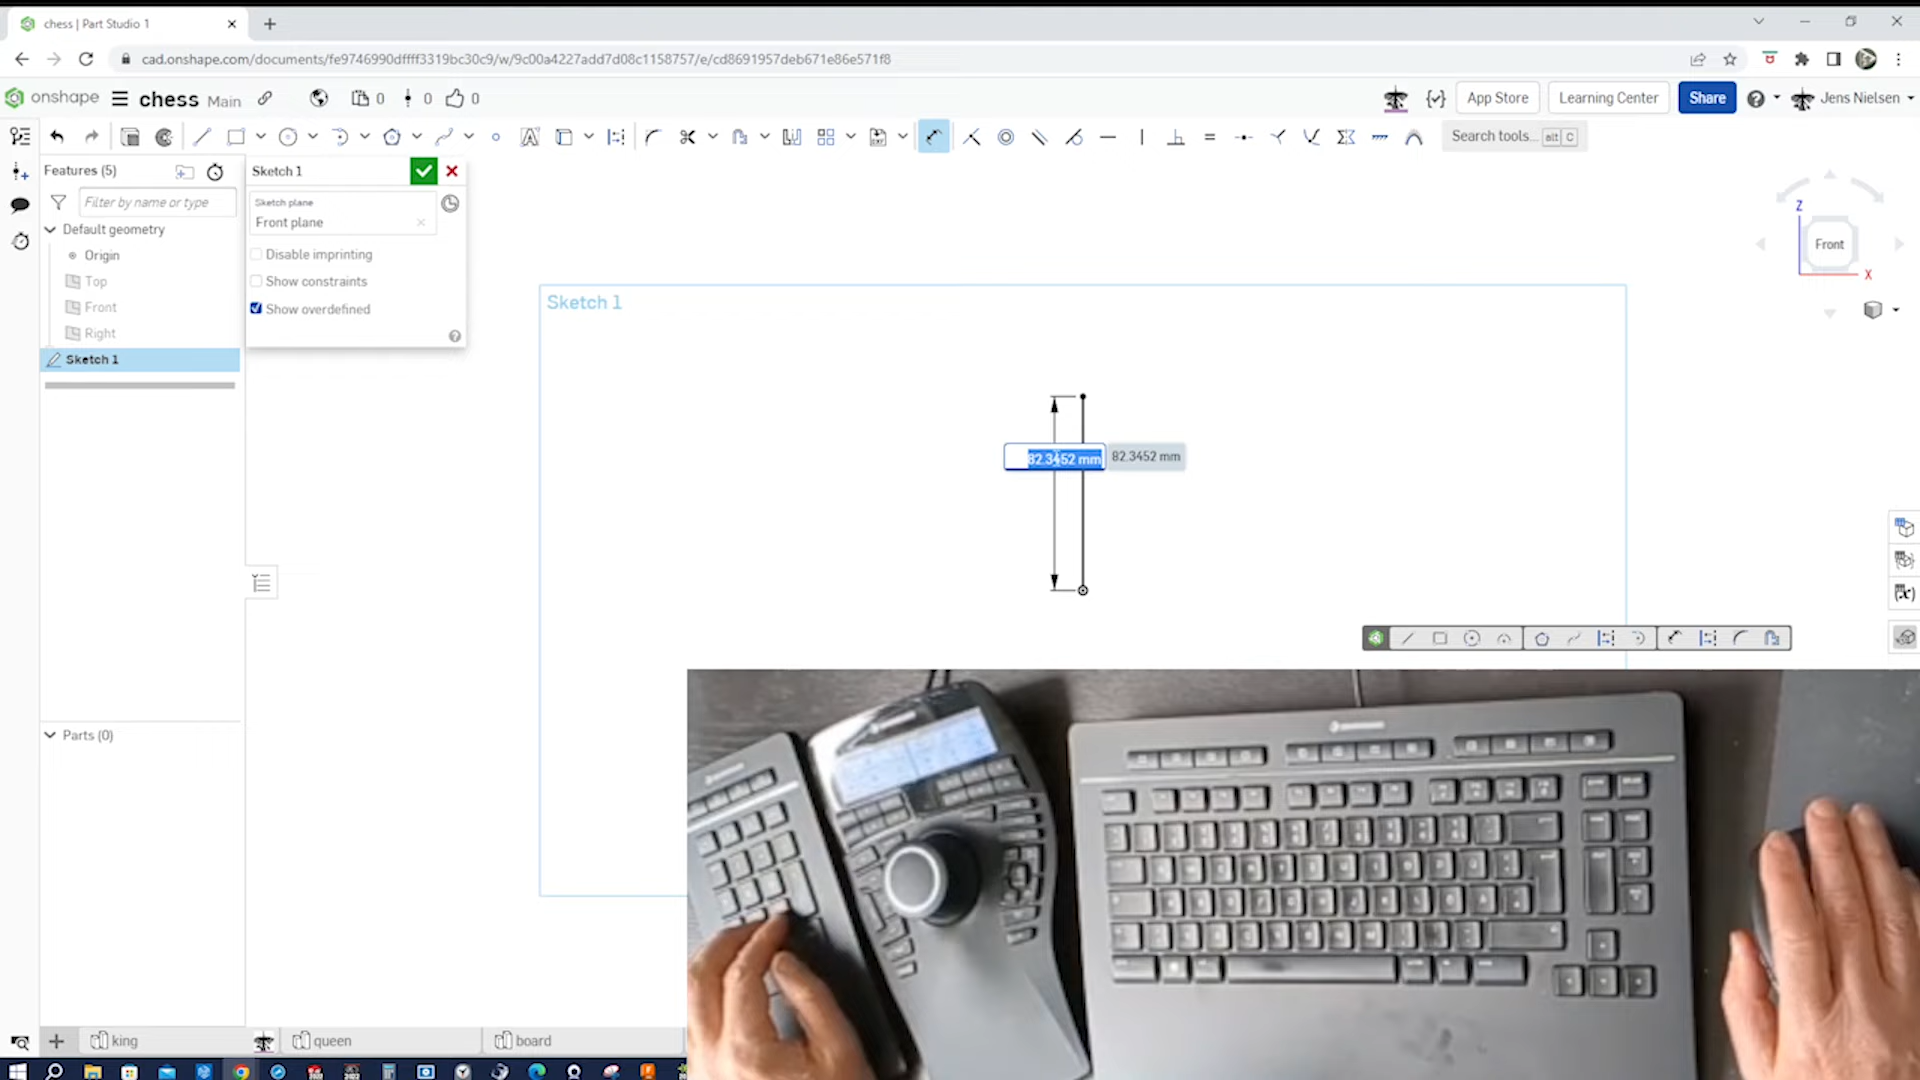 chess | Part Studio 1
cad.onshape.com/documents/fe9746990dffff3319bc30c9/w/9c00a4227add7d08c1158757/e/cd8691957deb671e86e571f8
onshape
chess Main
0
0
0
App Store
Learning Center
Share
Jens Nielsen
Search tools... alt C
Features (5)
Filter by name or type
Default geometry
Origin
Top
Front
Right
Sketch 1
Sketch 1
Sketch plane
Front plane
Disable imprinting
Show constraints
Show overdefined
Sketch 1
82.3452 mm
82.3452 mm
Z
Front
X
(x)
Parts (0)
king
queen
board